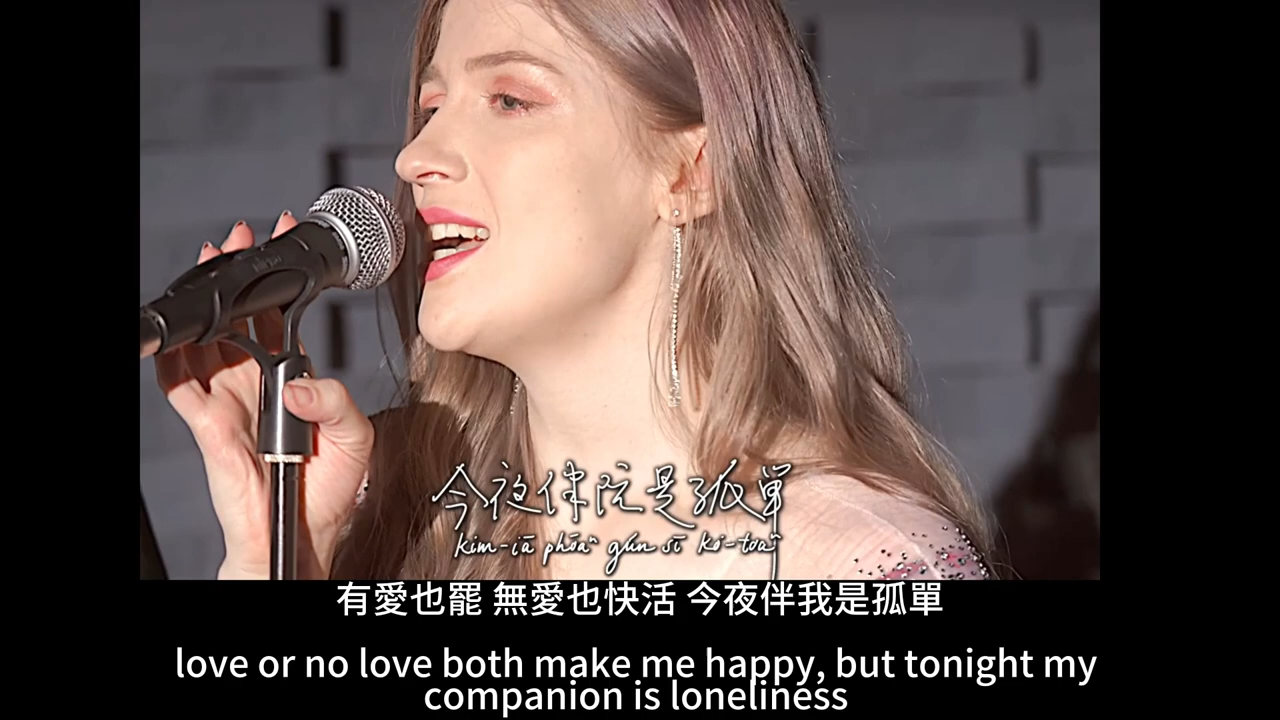 今夜伴阮是孤單
kim-iā phōaⁿ gún sī ko͘-toaⁿ
有愛也罷 無愛也快活 今夜伴我是孤單
love or no love both make me happy, but tonight my
companion is loneliness